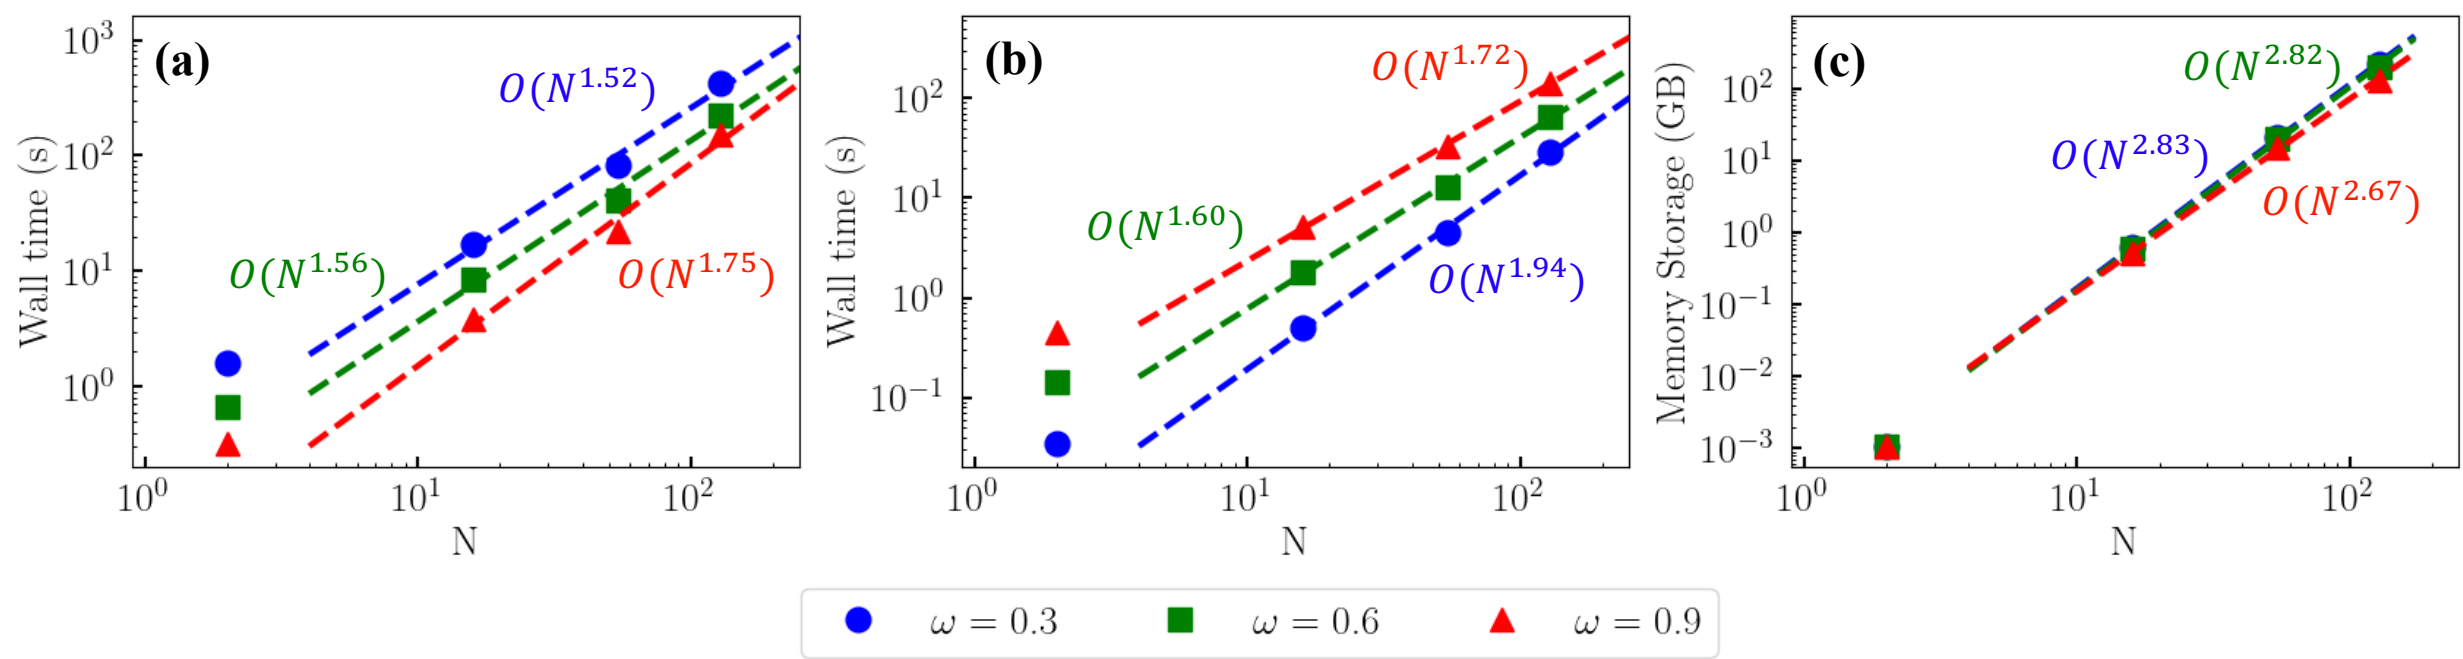 (a)
O(N^1.52)
O(N^1.56)
O(N^1.75)
10^3
10^2
10^1
10^0
Wall time (s)
10^0 10^1 10^2
N
(b)
O(N^1.72)
O(N^1.60)
O(N^1.94)
10^2
10^1
10^0
10^−1
Wall time (s)
10^0 10^1 10^2
N
(c)
O(N^2.82)
O(N^2.83)
O(N^2.67)
10^2
10^1
10^0
10^−1
10^−2
10^−3
Memory Storage (GB)
10^0 10^1 10^2
N
ω = 0.3 ω = 0.6 ω = 0.9